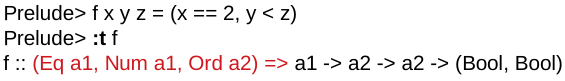 Prelude> f x y z = (x == 2, y < z)
Prelude> :t f
f :: (Eq a1, Num a1, Ord a2) => a1 -> a2 -> a2 -> (Bool, Bool)